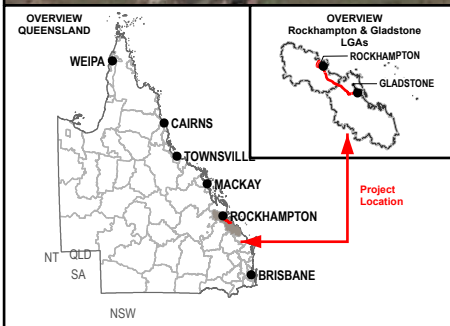 OVERVIEW
QUEENSLAND
WEIPA
CAIRNS
TOWNSVILLE
MACKAY
ROCKHAMPTON
BRISBANE
NT
QLD
SA
NSW
OVERVIEW
Rockhampton & Gladstone
LGAs
ROCKHAMPTON
GLADSTONE
Project
Location